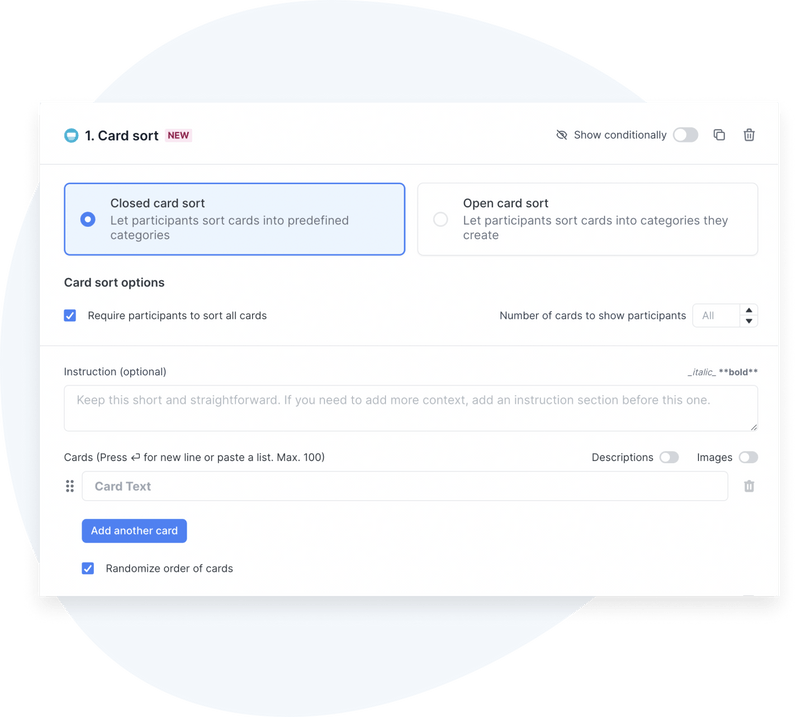 1. Card sort NEW
Show conditionally
Closed card sort
Let participants sort cards into predefined
categories
Open card sort
Let participants sort cards into categories they
create
Card sort options
Require participants to sort all cards
Number of cards to show participants All
Instruction (optional)
_italic_ **bold**
Keep this short and straightforward. If you need to add more context, add an instruction section before this one.
Cards (Press ⏎ for new line or paste a list. Max. 100)
Descriptions
Images
Card Text
Add another card
Randomize order of cards